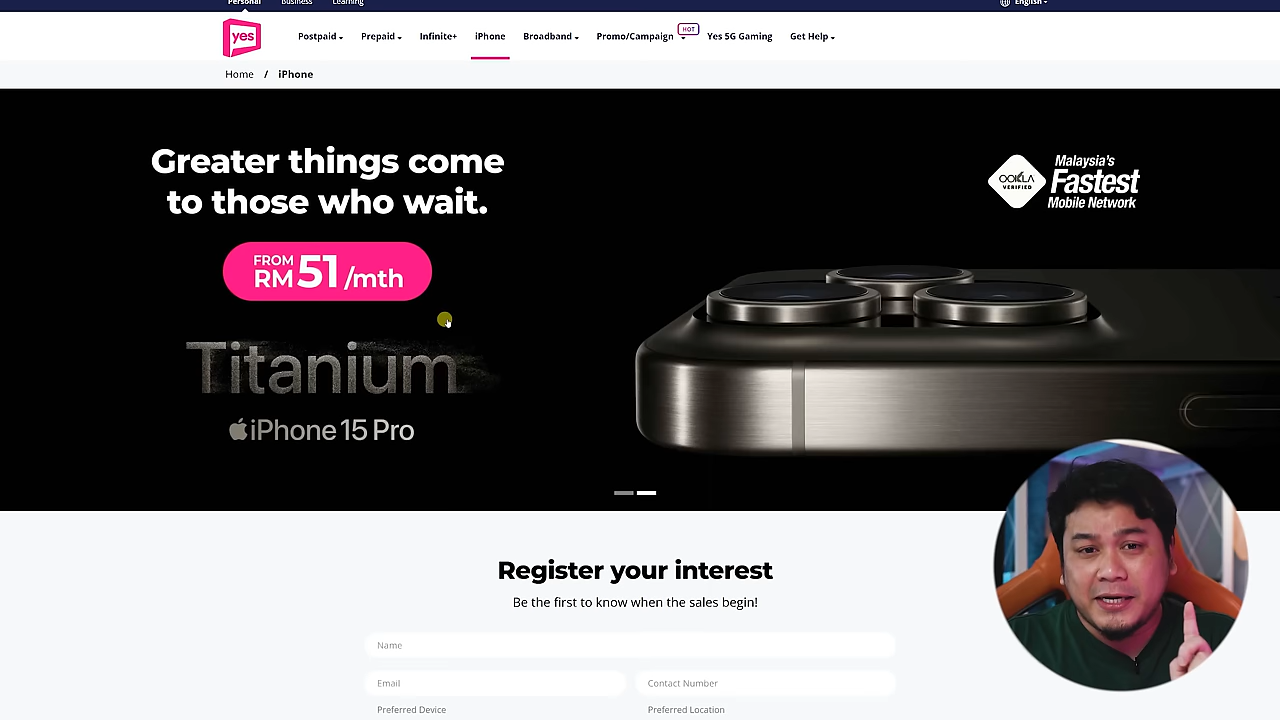 Personal Business Learning English
yes Postpaid Prepaid Infinite+ iPhone Broadband Promo/Campaign HOT Yes 5G Gaming Get Help
Home / iPhone
Greater things come
to those who wait.
FROM
RM51/mth
Titanium
iPhone 15 Pro
OOKLA
VERIFIED
Malaysia's
Fastest
Mobile Network
Register your interest
Be the first to know when the sales begin!
Name
Email Contact Number
Preferred Device Preferred Location